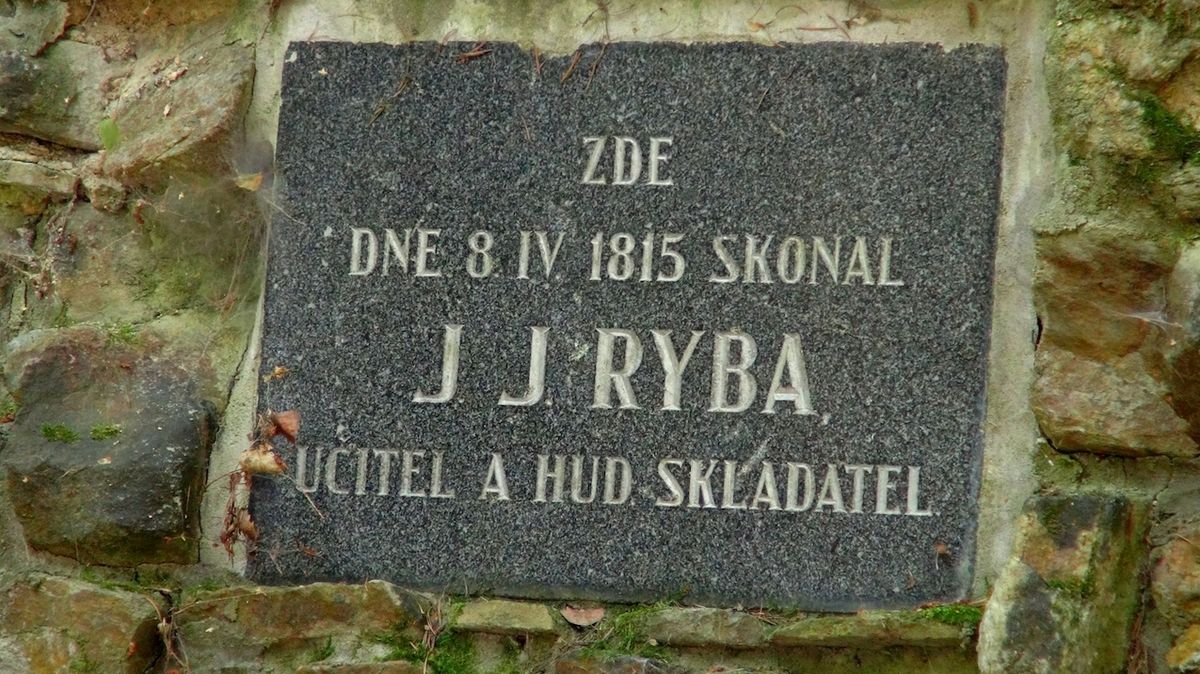 ZDE
DNE 8. IV 1815 SKONAL
J. J. RYBA
UČITEL A HUD SKLADATEL